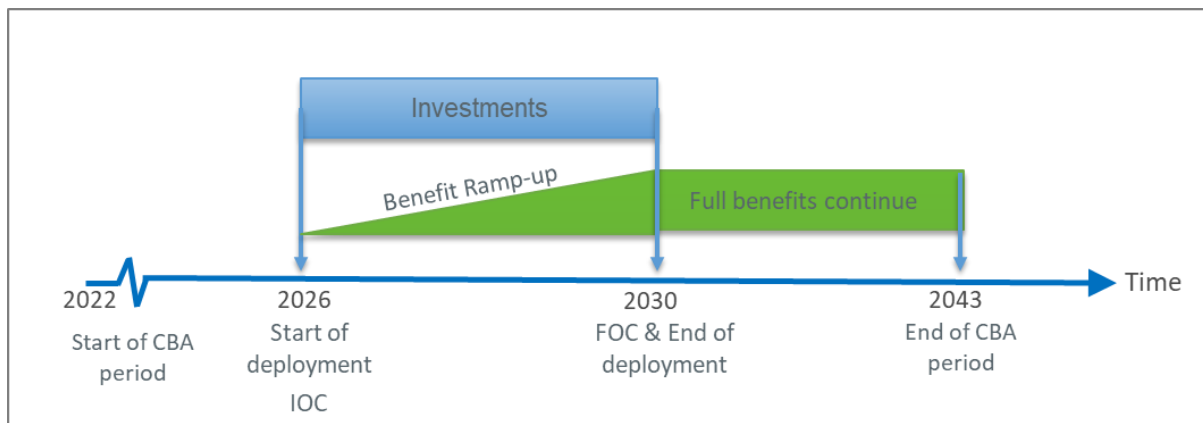 Investments
Benefit Ramp-up
Full benefits continue
Time
2022
Start of CBA
period
2026
Start of
deployment
IOC
2030
FOC & End of
deployment
2043
End of CBA
period